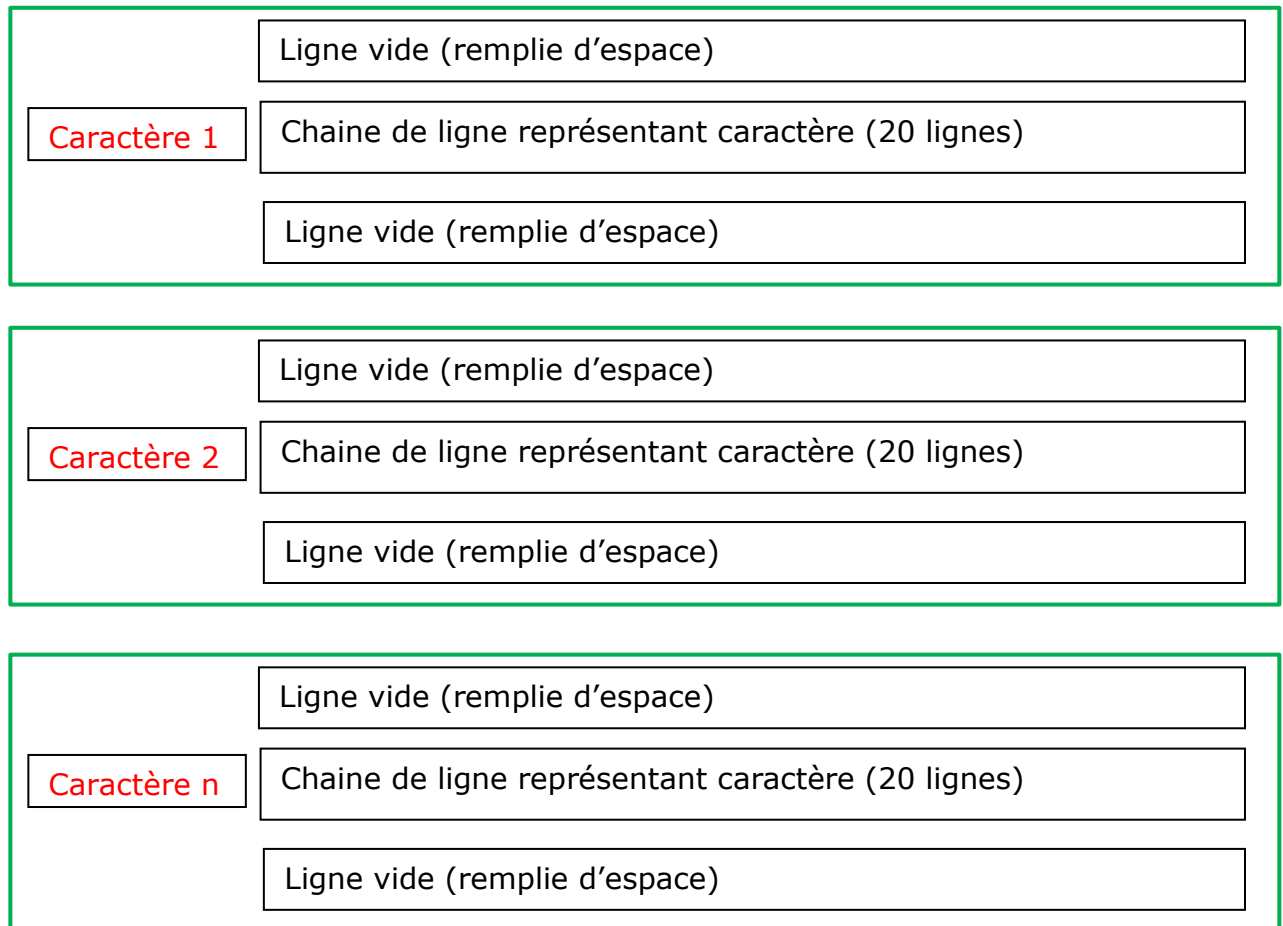 Ligne vide (remplie d’espace)
Caractère 1
Chaine de ligne représentant caractère (20 lignes)
Ligne vide (remplie d’espace)
Ligne vide (remplie d’espace)
Caractère 2
Chaine de ligne représentant caractère (20 lignes)
Ligne vide (remplie d’espace)
Ligne vide (remplie d’espace)
Caractère n
Chaine de ligne représentant caractère (20 lignes)
Ligne vide (remplie d’espace)